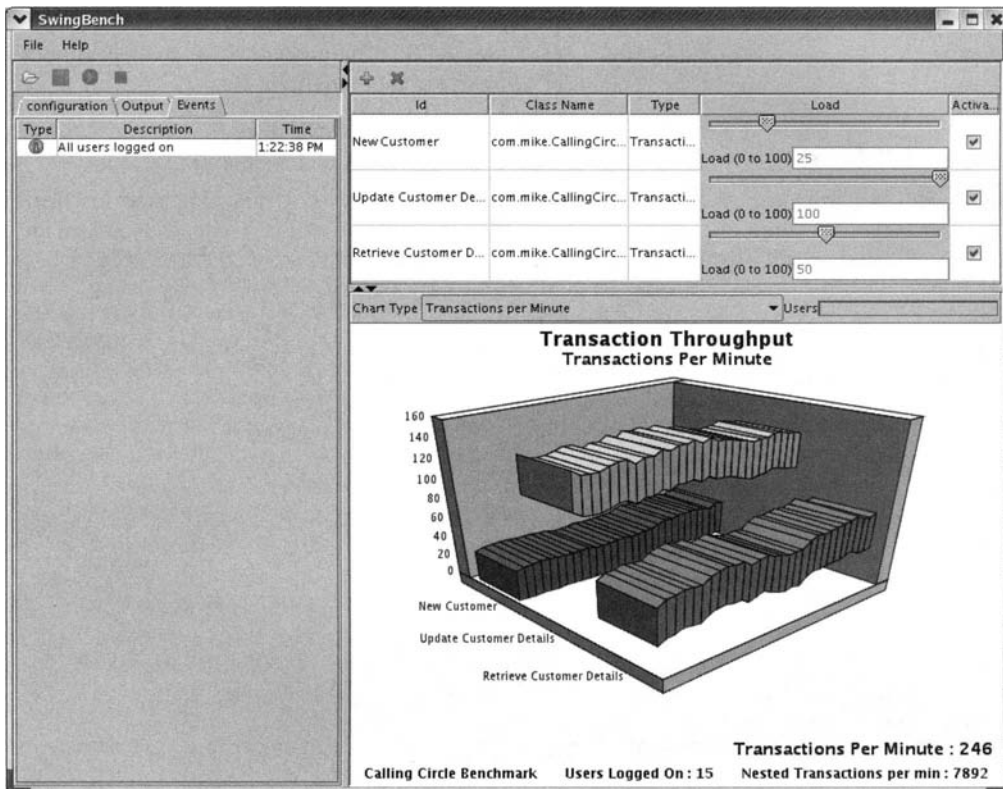 SwingBench
File Help
configuration Output Events
Type Description Time
All users logged on 1:22:38 PM
Id Class Name Type Load Activa...
New Customer com.mike.CallingCirc... Transacti...
Load (0 to 100) 25
Update Customer De... com.mike.CallingCirc... Transacti...
Load (0 to 100) 100
Retrieve Customer D... com.mike.CallingCirc... Transacti...
Load (0 to 100) 50
Chart Type Transactions per Minute Users
Transaction Throughput
Transactions Per Minute
160
140
120
100
80
60
40
20
0
New Customer
Update Customer Details
Retrieve Customer Details
Transactions Per Minute : 246
Calling Circle Benchmark Users Logged On : 15 Nested Transactions per min : 7892